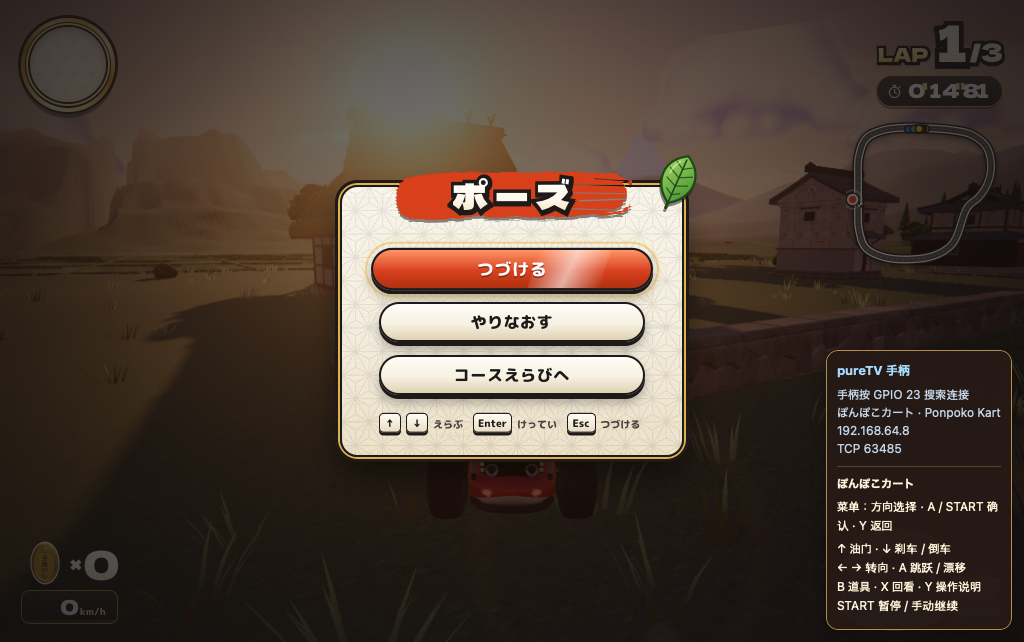 LAP 1/3
0'14"81
ポーズ
つづける
やりなおす
コースえらびへ
↑ ↓ えらぶ Enter けってい Esc つづける
×0
0 km/h
pureTV 手柄
手柄按 GPIO 23 搜索连接
ぽんぽこカート · Ponpoko Kart
192.168.64.8
TCP 63485
ぽんぽこカート
菜单：方向选择 · A / START 确
认 · Y 返回
↑ 油门 · ↓ 刹车 / 倒车
← → 转向 · A 跳跃 / 漂移
B 道具 · X 回看 · Y 操作说明
START 暂停 / 手动继续